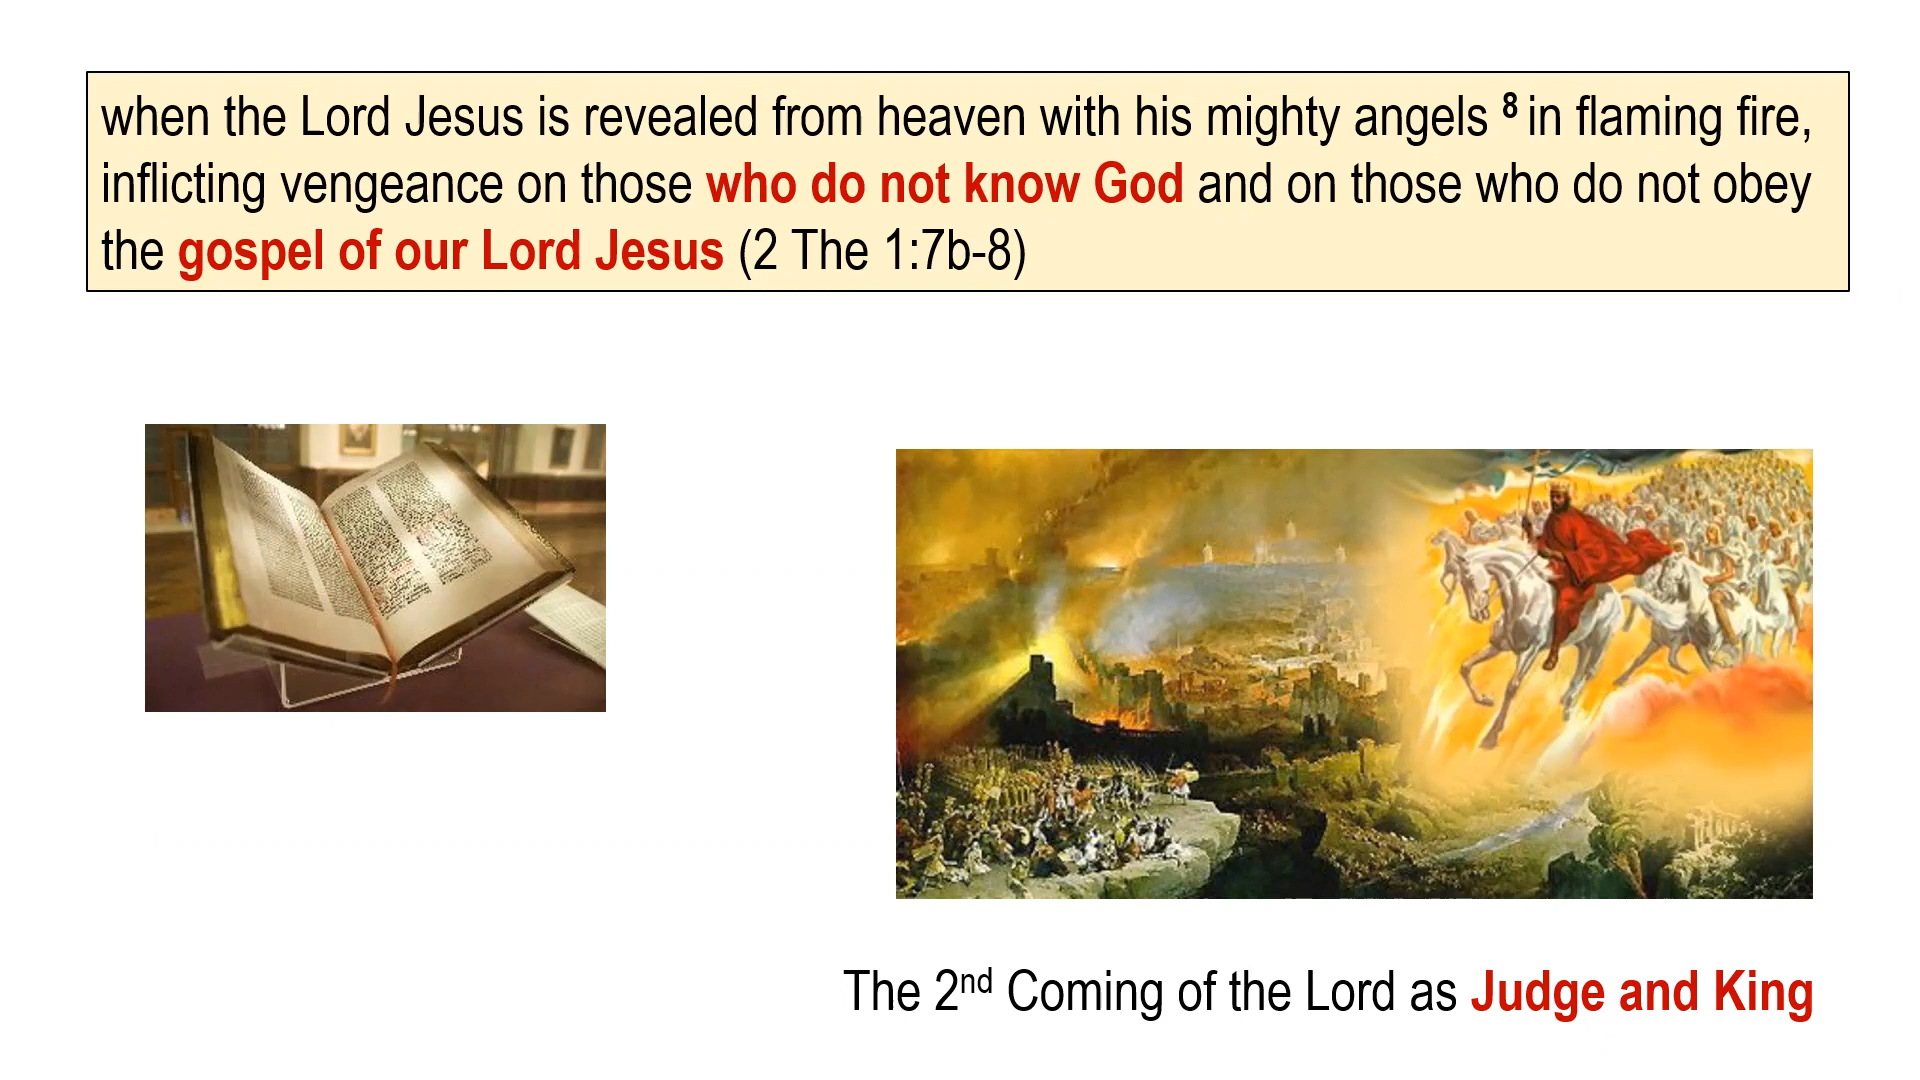 when the Lord Jesus is revealed from heaven with his mighty angels 8 in flaming fire,
inflicting vengeance on those who do not know God and on those who do not obey
the gospel of our Lord Jesus (2 The 1:7b-8)
The 2nd Coming of the Lord as Judge and King